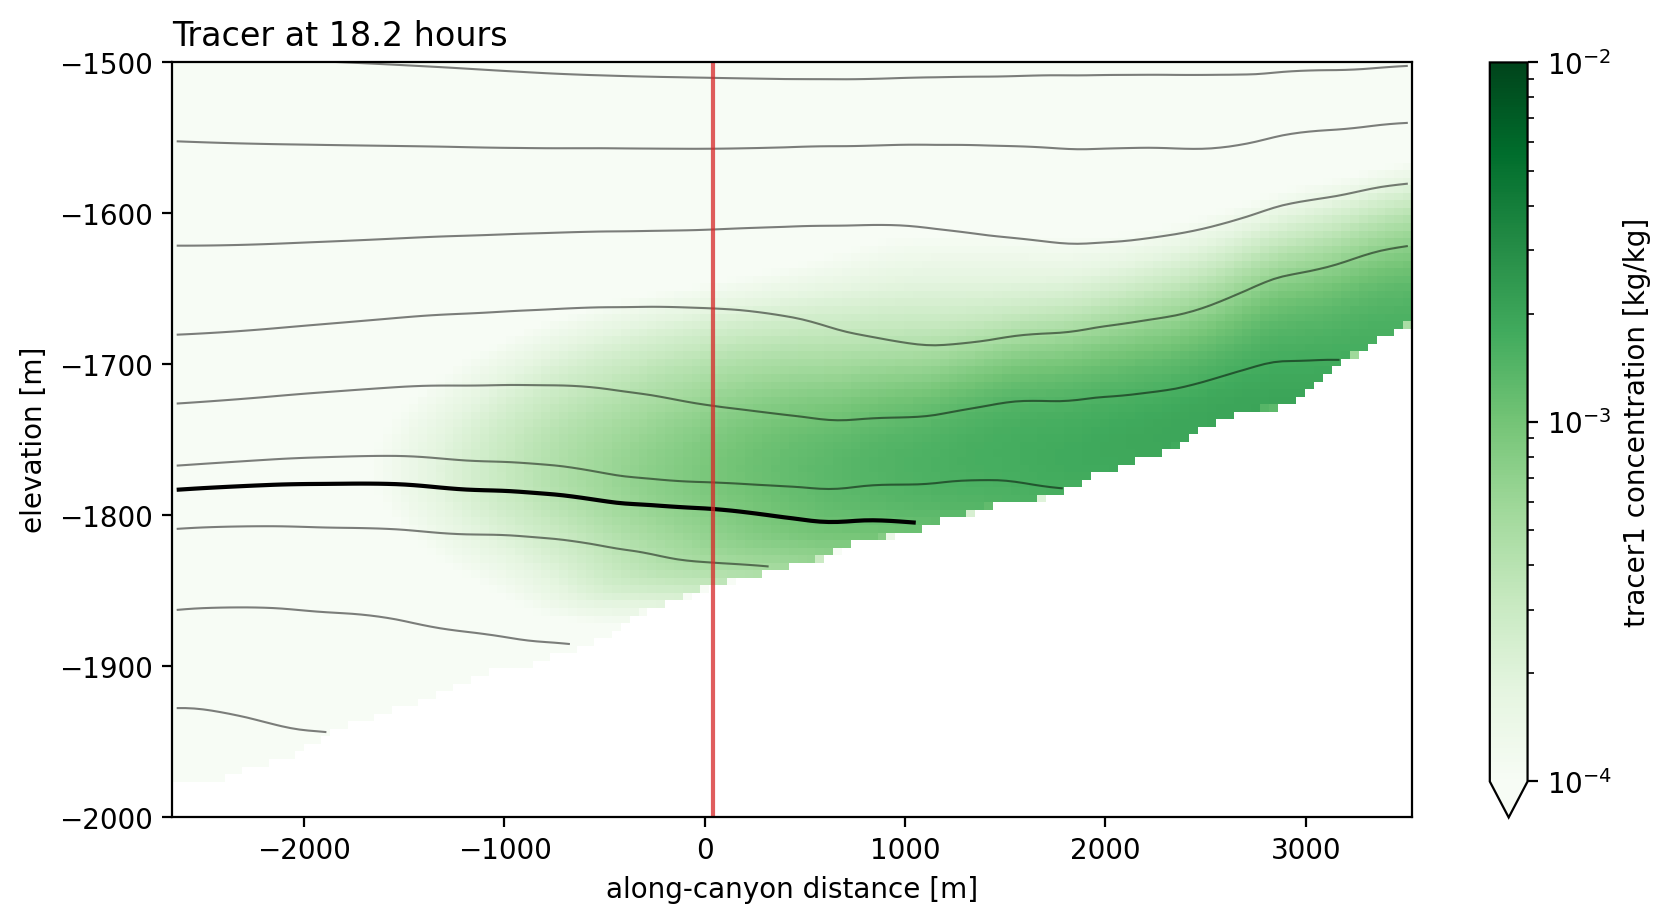 Tracer at 18.2 hours
−1500
−1600
−1700
−1800
−1900
−2000
elevation [m]
−2000 −1000 0 1000 2000 3000
along-canyon distance [m]
10⁻²
10⁻³
10⁻⁴
tracer1 concentration [kg/kg]